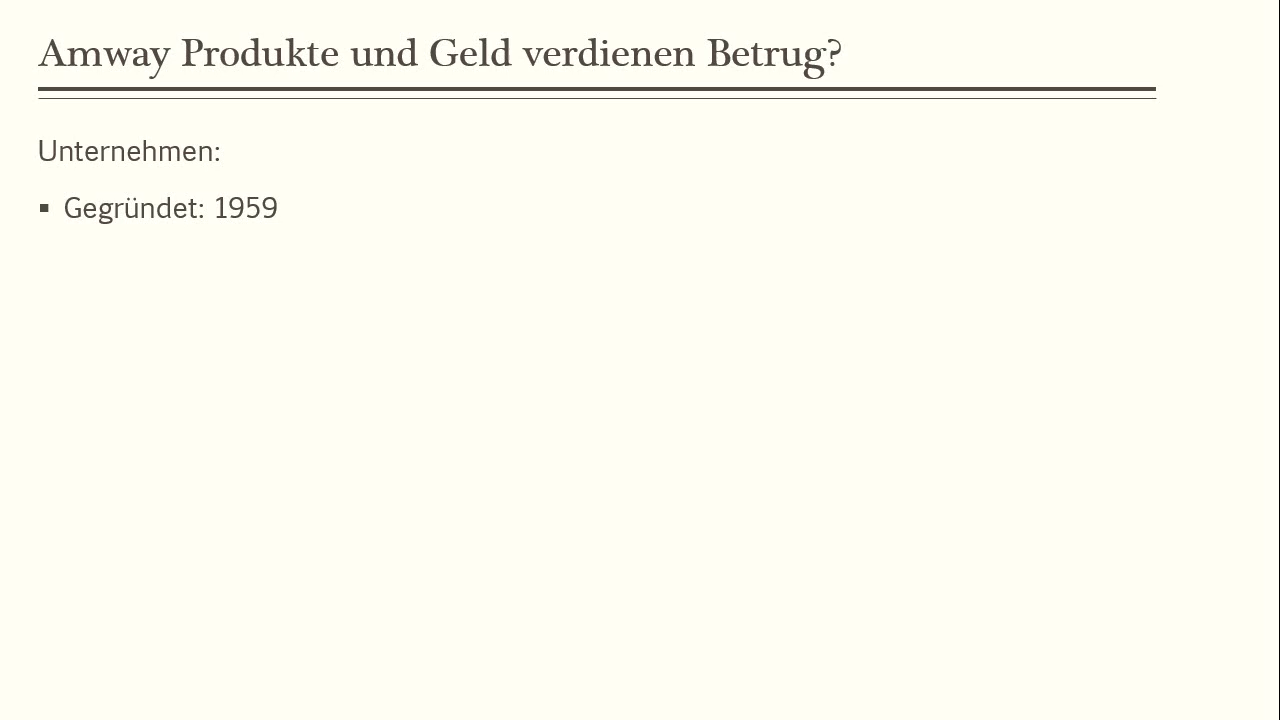 Amway Produkte und Geld verdienen Betrug?
Unternehmen:
▪ Gegründet: 1959